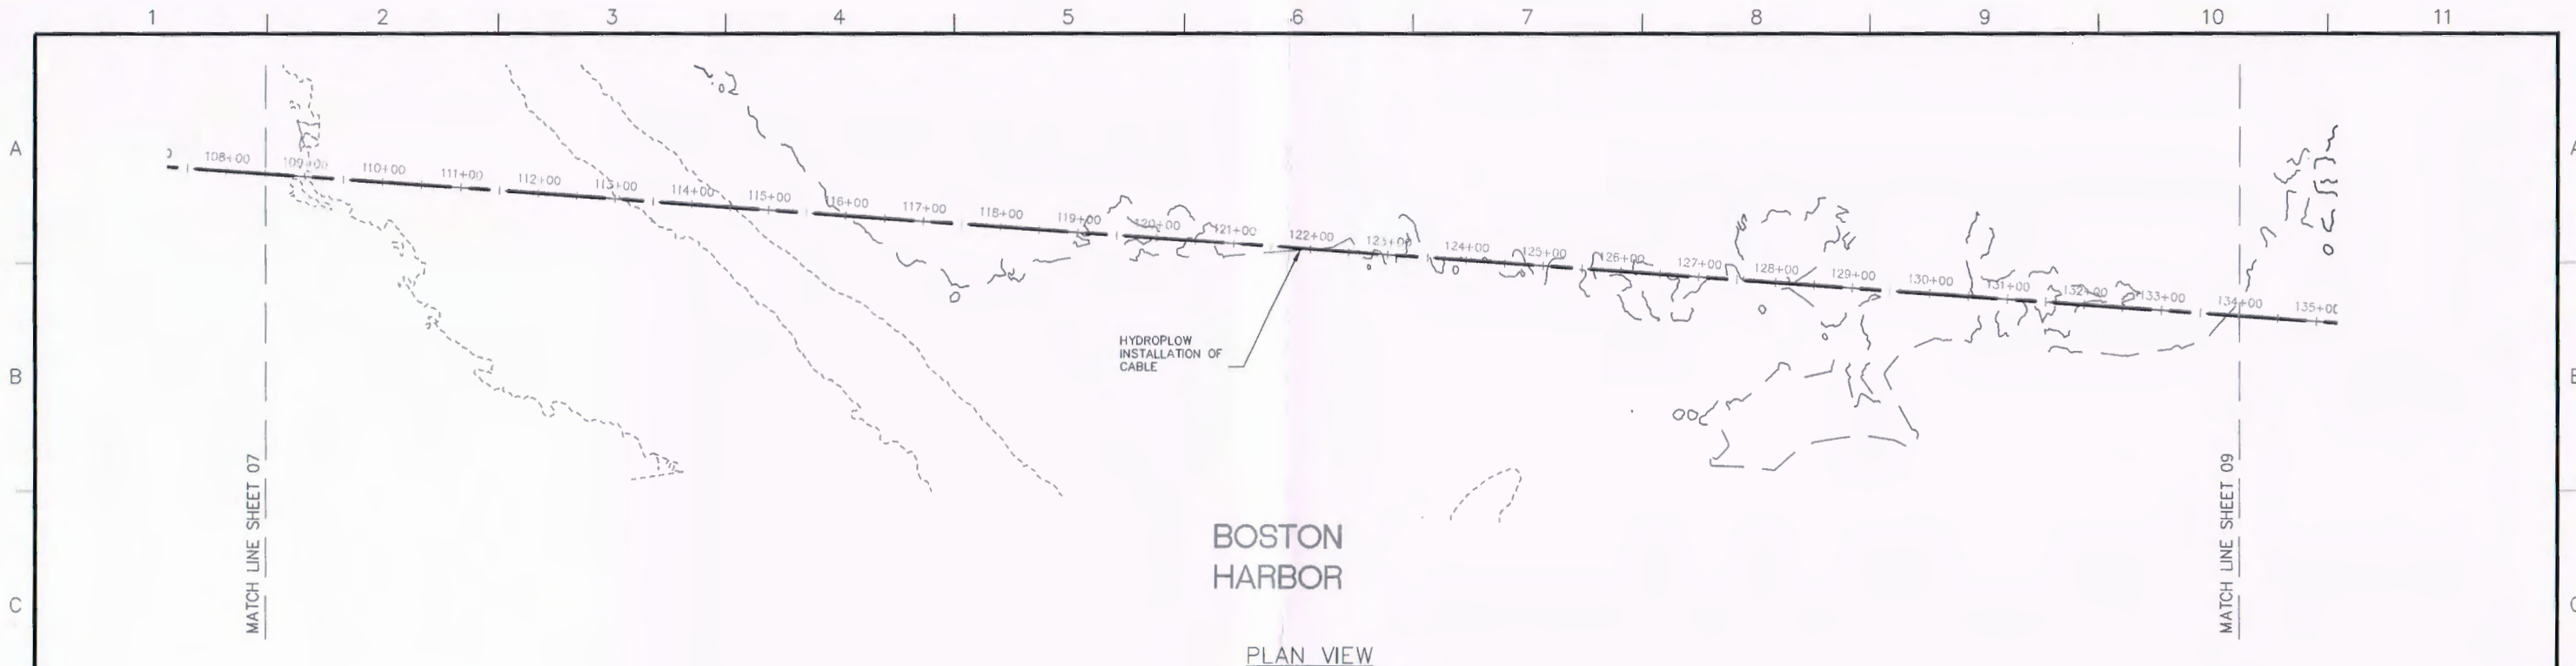 1 2 3 4 5 6 7 8 9 10 11
A
108+00 109+00 110+00 111+00 112+00 113+00 114+00 115+00 116+00 117+00 118+00 119+00 120+00 121+00 122+00 123+00 124+00 125+00 126+00 127+00 128+00 129+00 130+00 131+00 132+00 133+00 134+00 135+00
HYDROPLOW
INSTALLATION OF
CABLE
B
MATCH LINE SHEET 07
MATCH LINE SHEET 09
BOSTON
HARBOR
C
PLAN VIEW